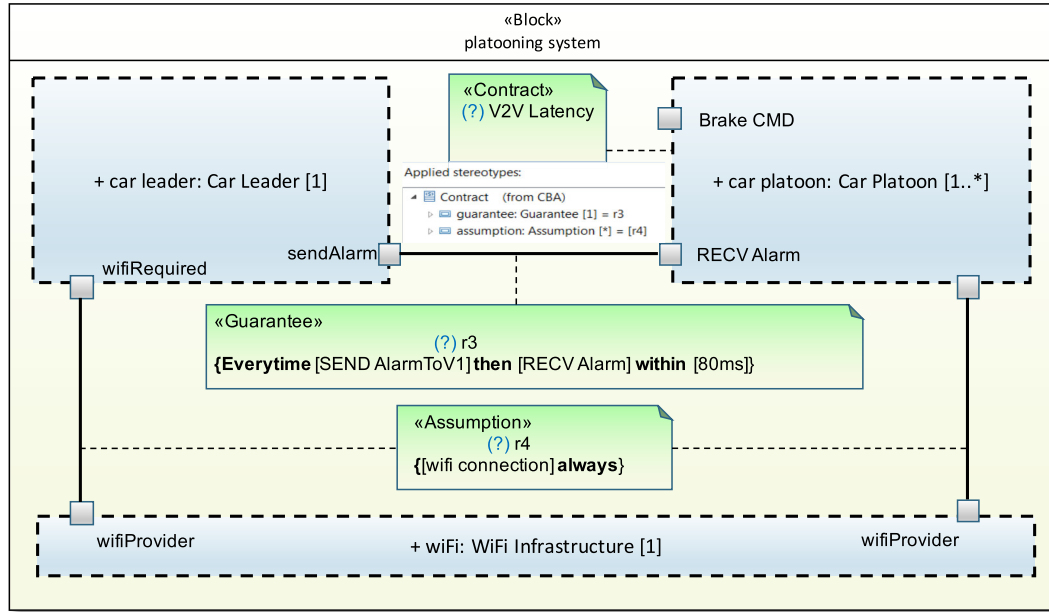 «Block»
platooning system
«Contract»
(?) V2V Latency
Brake CMD
Applied stereotypes:
+ car leader: Car Leader [1]
+ car platoon: Car Platoon [1..*]
Contract (from CBA)
guarantee: Guarantee [1] = r3
assumption: Assumption [*] = [r4]
sendAlarm
RECV Alarm
wifiRequired
«Guarantee»
(?) r3
{Everytime [SEND AlarmToV1] then [RECV Alarm] within [80ms]}
«Assumption»
(?) r4
{[wifi connection] always}
wifiProvider
+ wiFi: WiFi Infrastructure [1]
wifiProvider